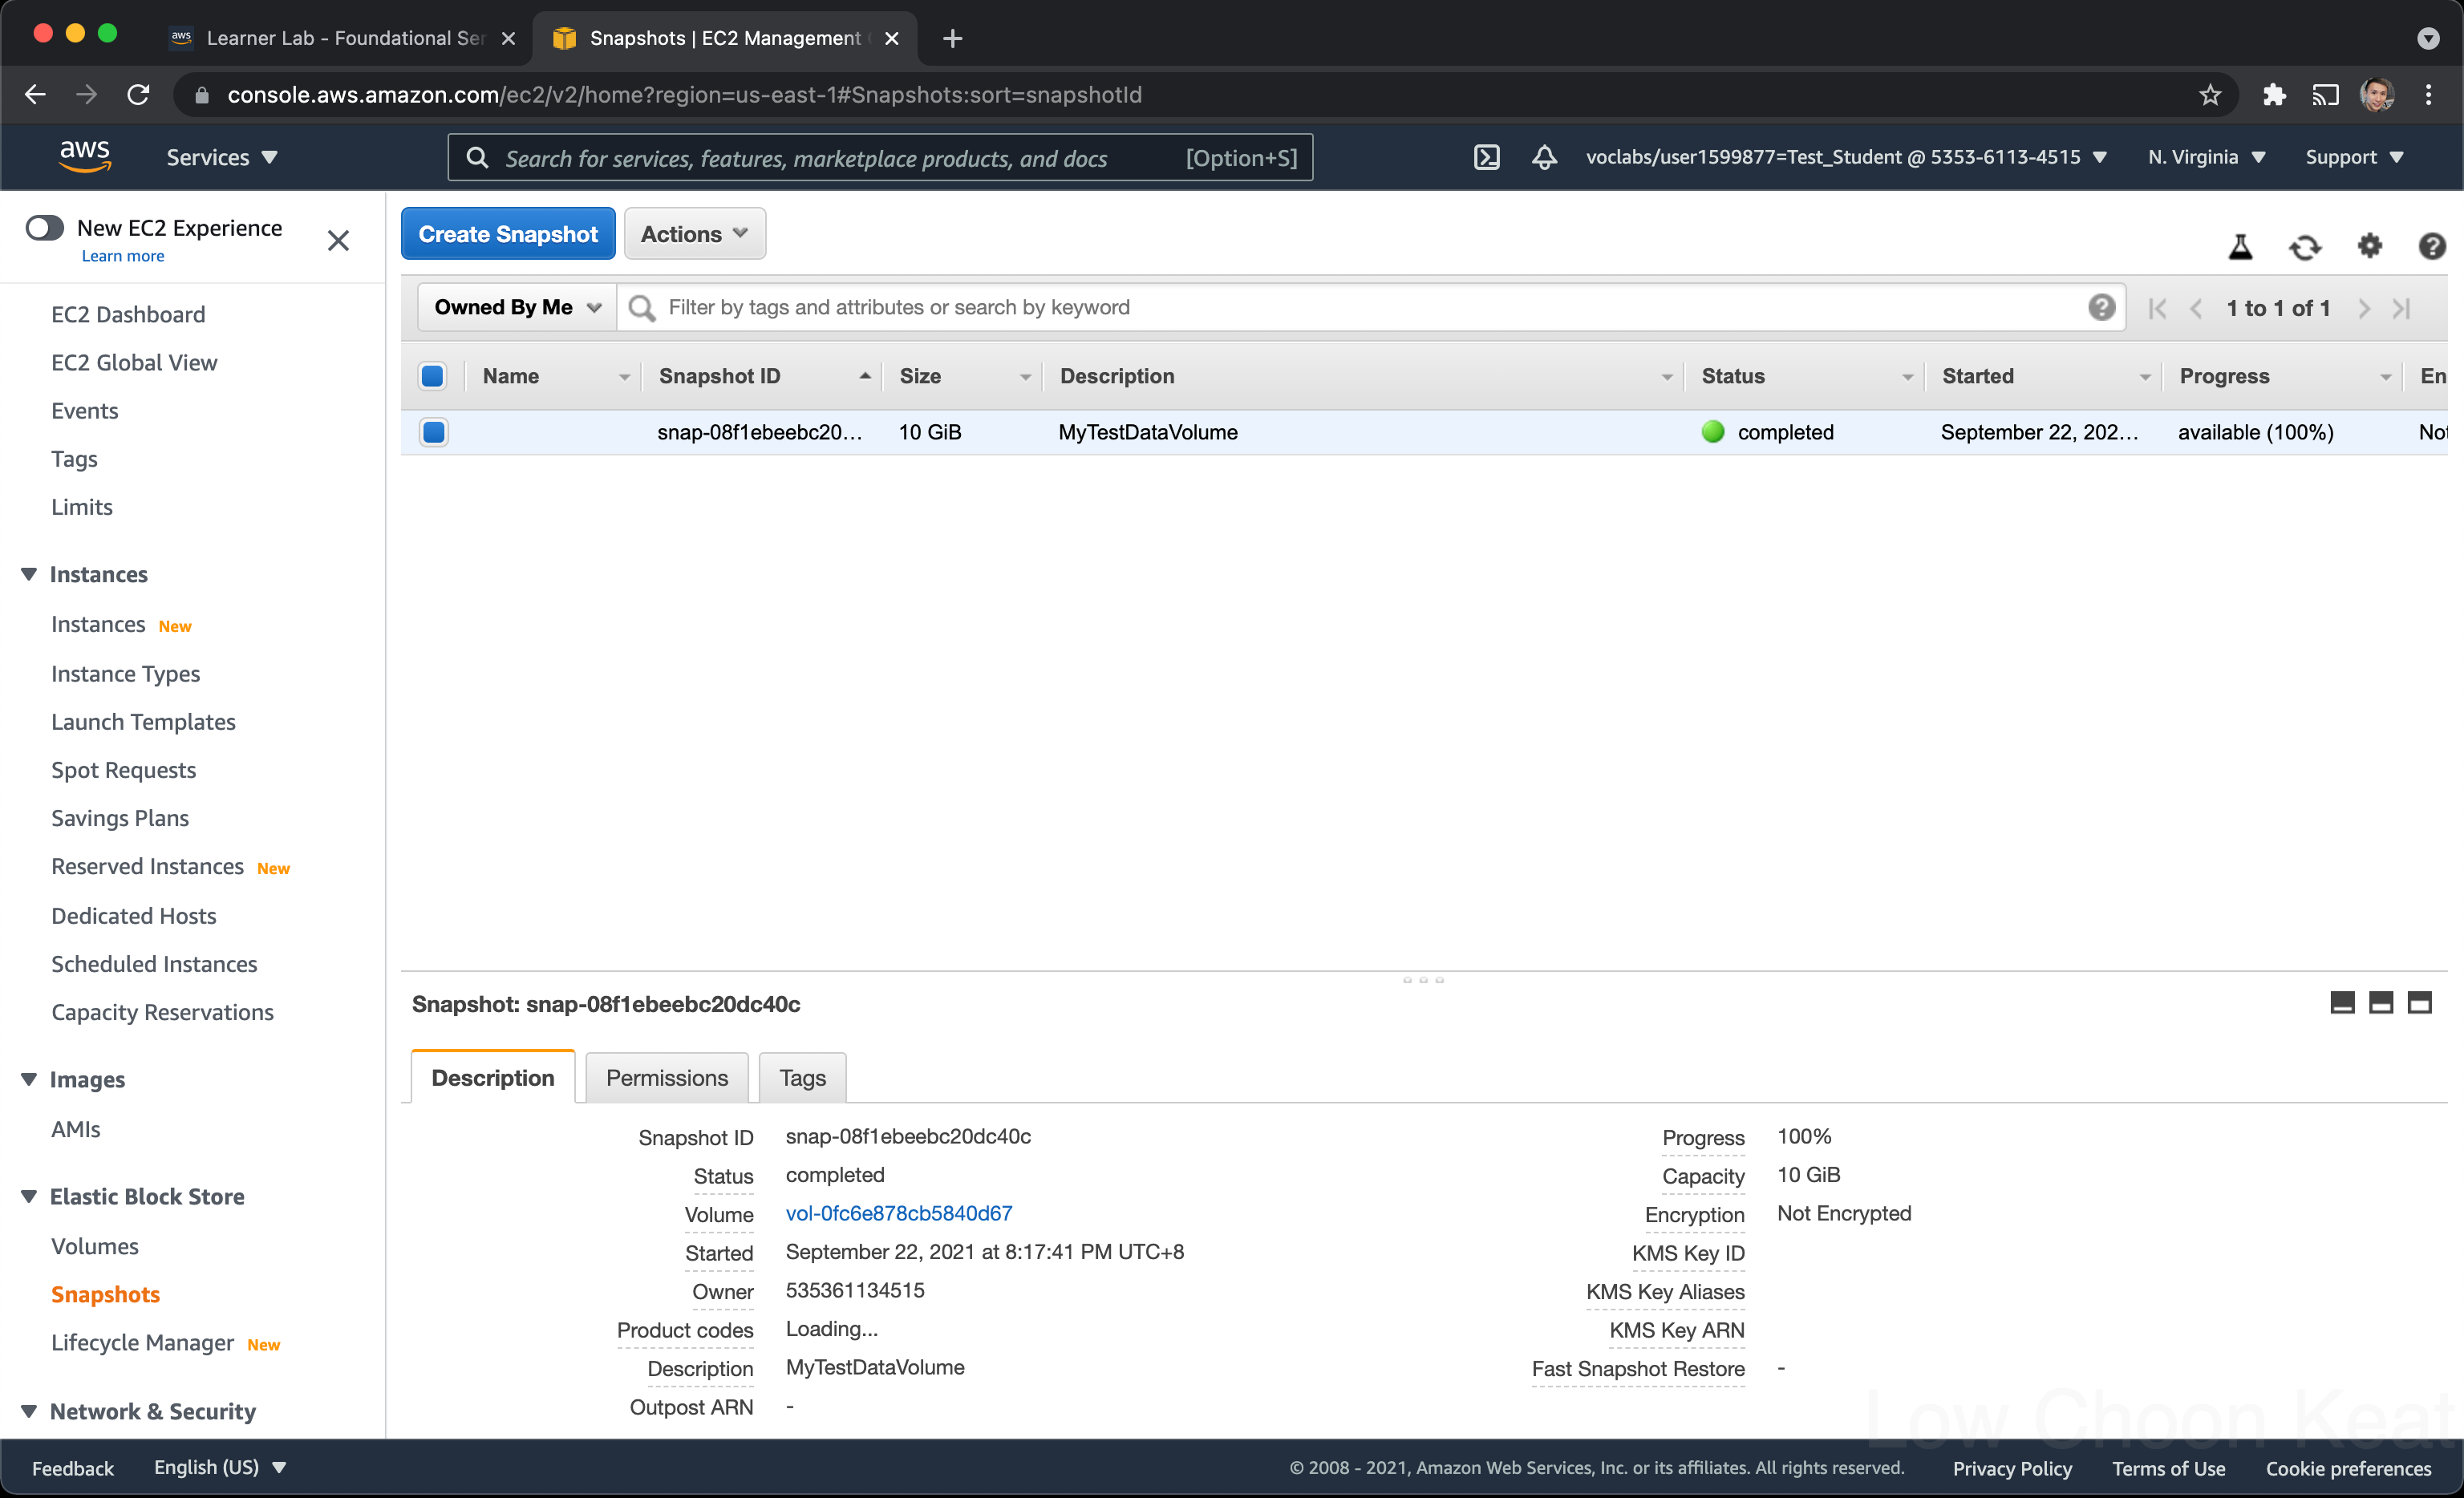 aws Learner Lab - Foundational Ser
Snapshots | EC2 Management
console.aws.amazon.com/ec2/v2/home?region=us-east-1#Snapshots:sort=snapshotId
aws Services Search for services, features, marketplace products, and docs [Option+S] voclabs/user1599877=Test_Student @ 5353-6113-4515 N. Virginia Support
New EC2 Experience
Learn more
EC2 Dashboard
EC2 Global View
Events
Tags
Limits
Instances
Instances New
Instance Types
Launch Templates
Spot Requests
Savings Plans
Reserved Instances New
Dedicated Hosts
Scheduled Instances
Capacity Reservations
Images
AMIs
Elastic Block Store
Volumes
Snapshots
Lifecycle Manager New
Network & Security
Create Snapshot Actions
Owned By Me Filter by tags and attributes or search by keyword 1 to 1 of 1
Name Snapshot ID Size Description Status Started Progress En
snap-08f1ebeebc20... 10 GiB MyTestDataVolume completed September 22, 202... available (100%) Not
Snapshot: snap-08f1ebeebc20dc40c
Description Permissions Tags
Snapshot ID snap-08f1ebeebc20dc40c
Status completed
Volume vol-0fc6e878cb5840d67
Started September 22, 2021 at 8:17:41 PM UTC+8
Owner 535361134515
Product codes Loading...
Description MyTestDataVolume
Outpost ARN -
Progress 100%
Capacity 10 GiB
Encryption Not Encrypted
KMS Key ID
KMS Key Aliases
KMS Key ARN
Fast Snapshot Restore -
Low Choon Keat
Feedback English (US) © 2008 - 2021, Amazon Web Services, Inc. or its affiliates. All rights reserved. Privacy Policy Terms of Use Cookie preferences